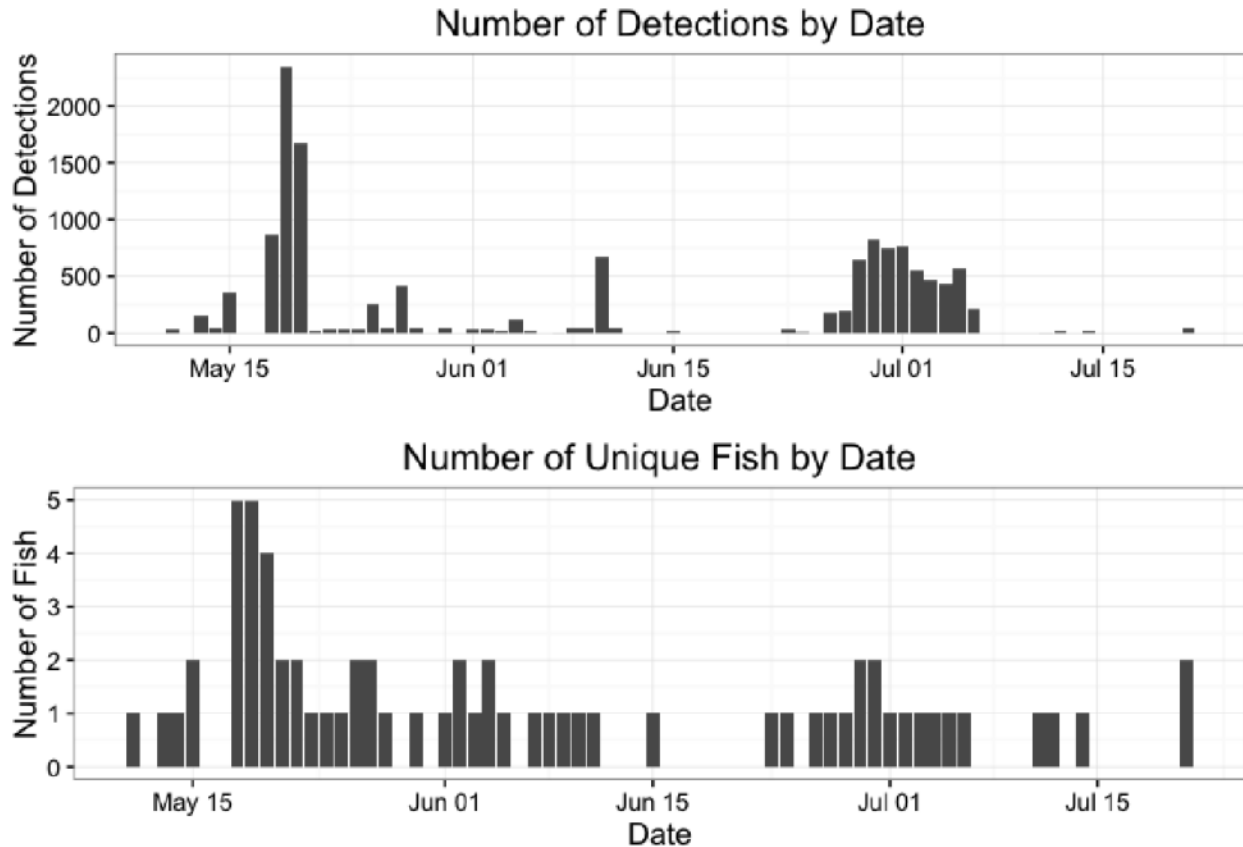 Number of Detections by Date
Number of Detections
2000
1500
1000
500
0
May 15 Jun 01 Jun 15 Jul 01 Jul 15
Date
Number of Unique Fish by Date
Number of Fish
5
4
3
2
1
0
May 15 Jun 01 Jun 15 Jul 01 Jul 15
Date